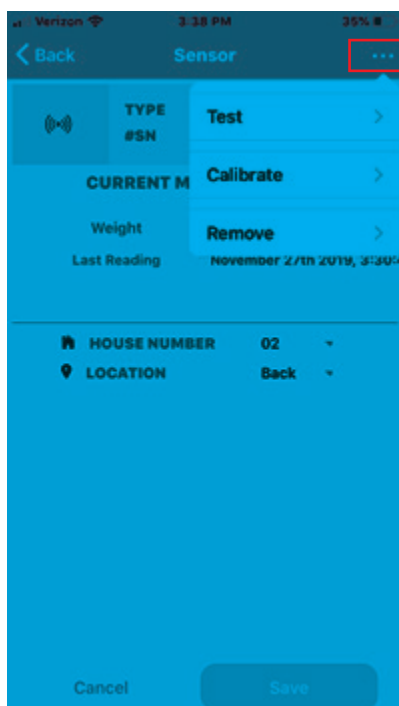 Verizon 3:38 PM 35%
Back Sensor ...
TYPE
#SN
Test
Calibrate
Remove
CURRENT M
Weight
Last Reading November 27th 2019, 3:30:
HOUSE NUMBER 02
LOCATION Back
Cancel Save